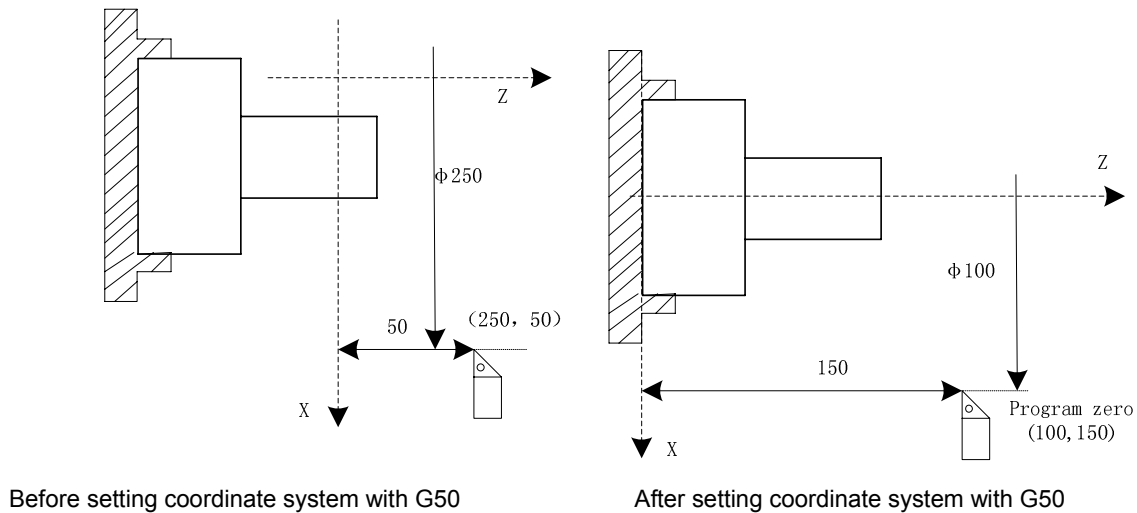 Z
φ250
50
(250, 50)
X
Before setting coordinate system with G50
Z
φ100
150
Program zero
(100,150)
X
After setting coordinate system with G50